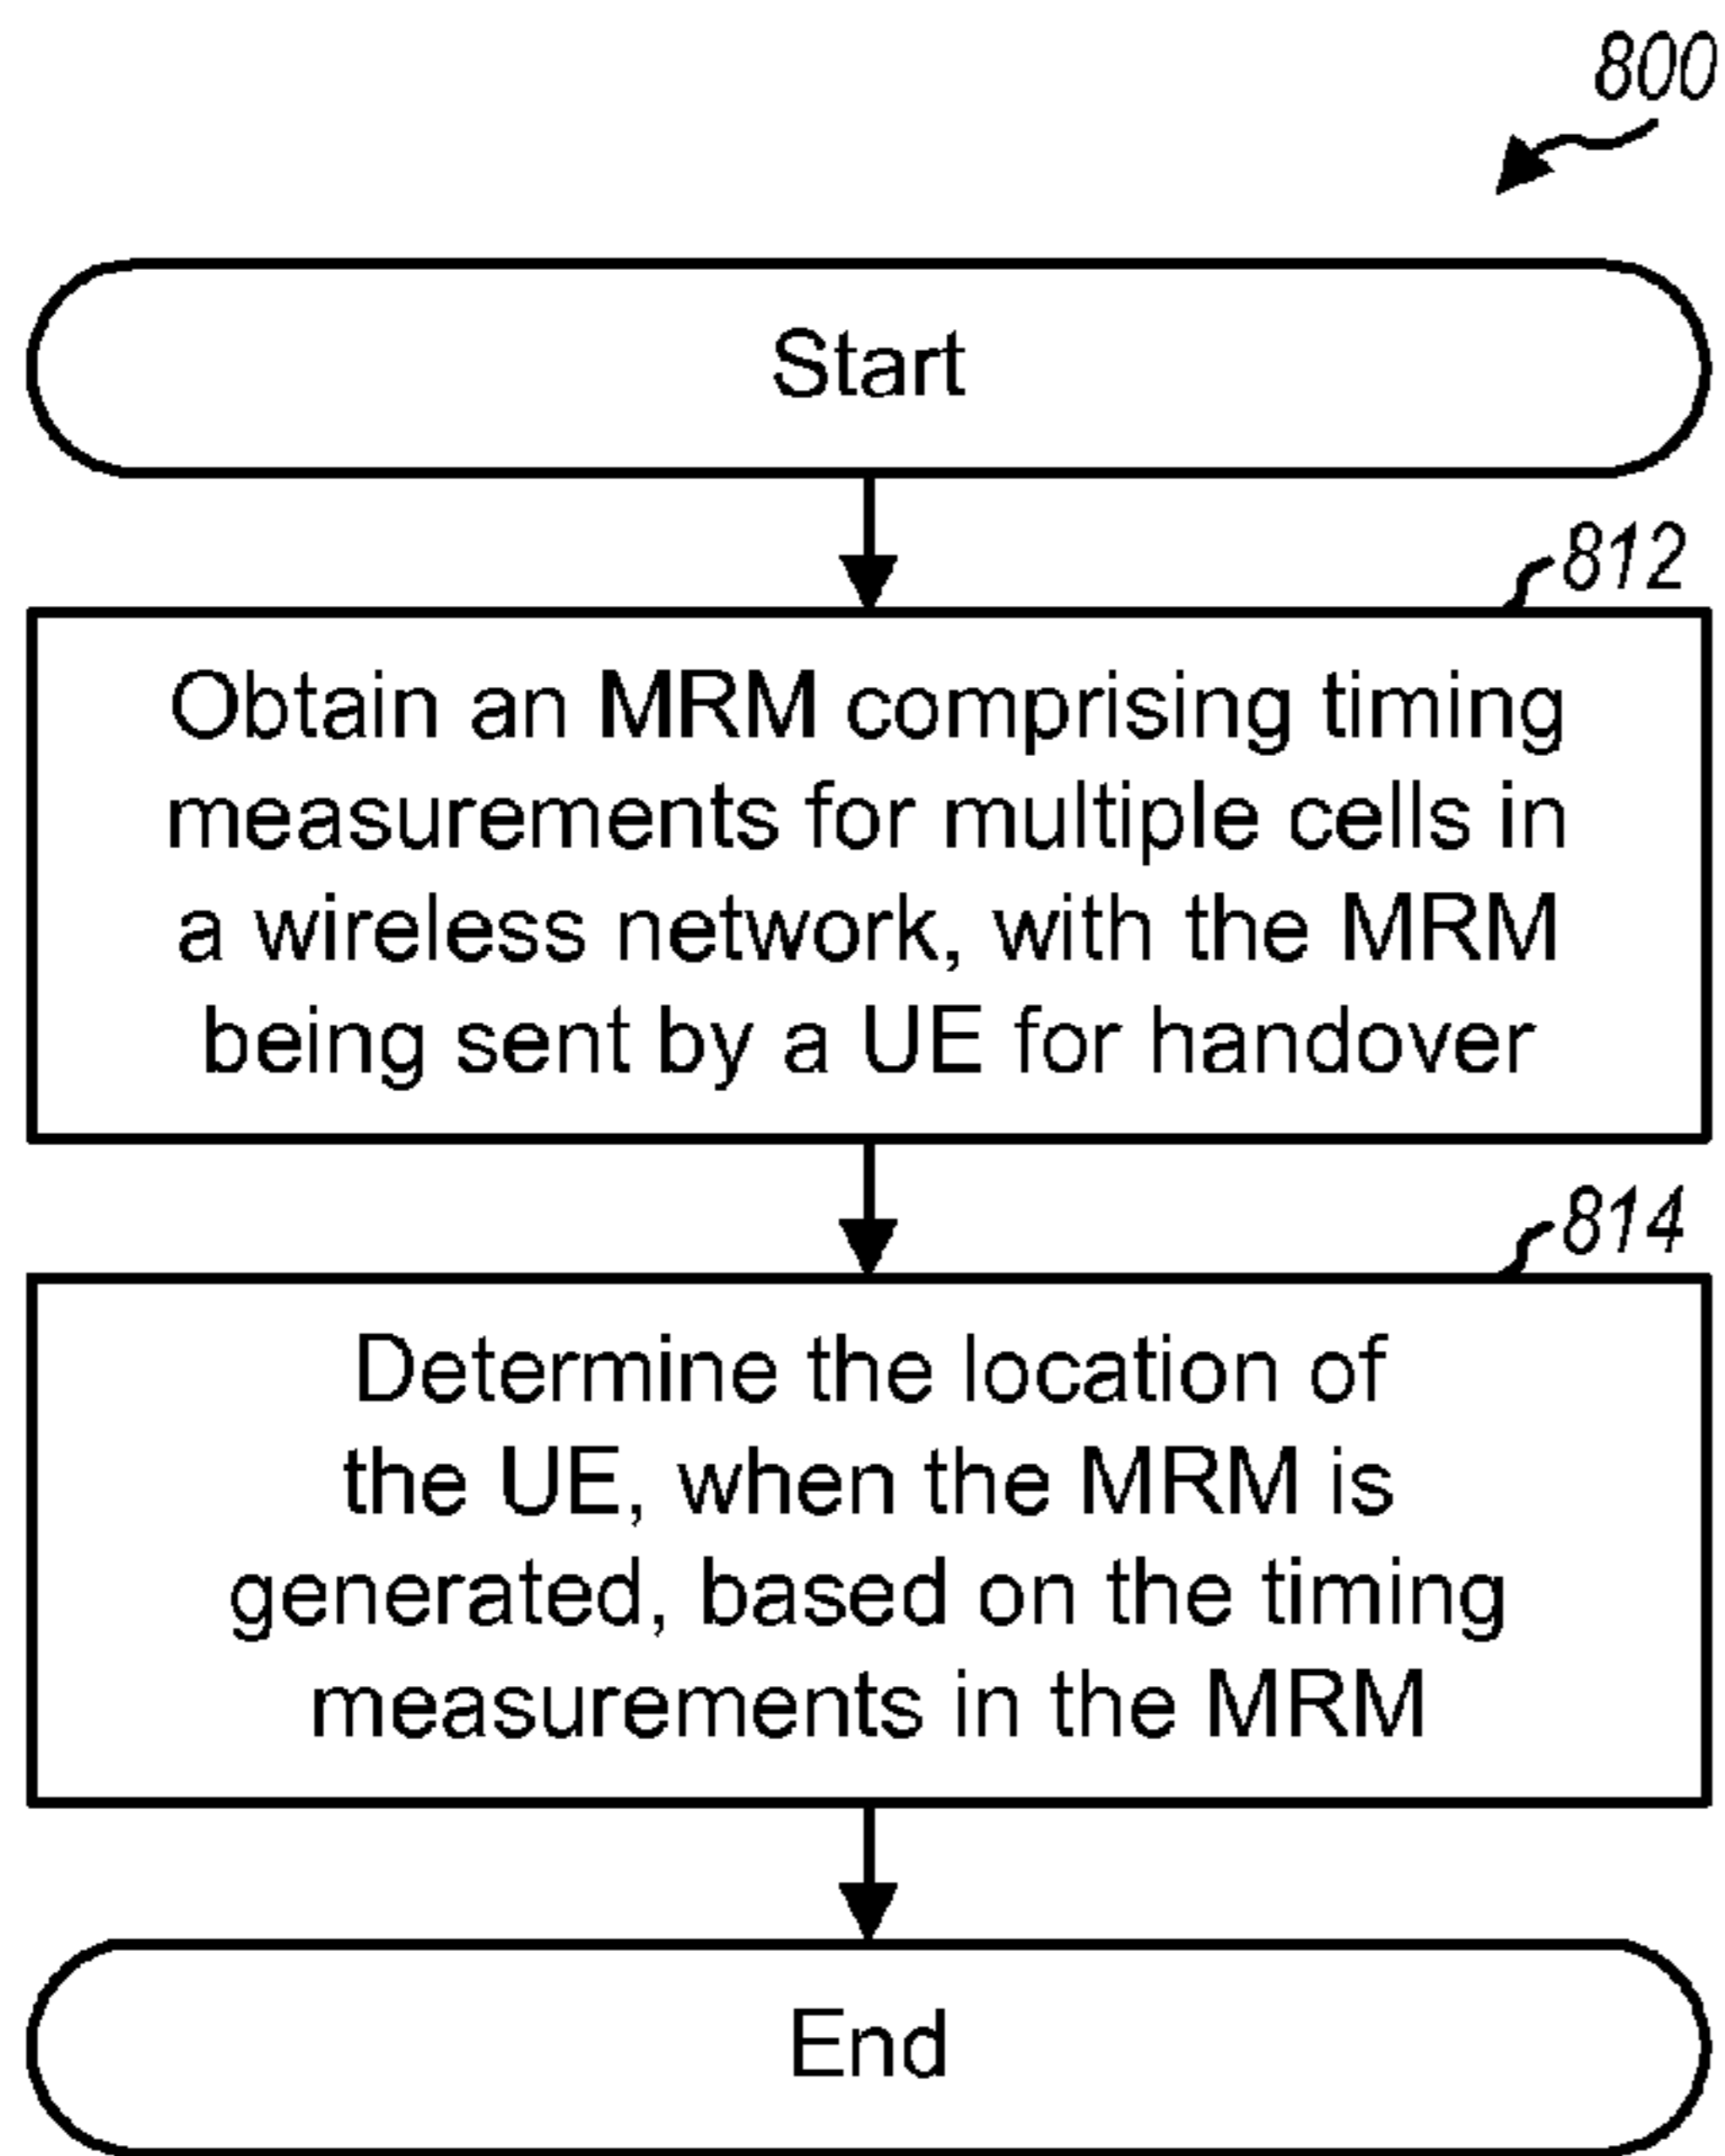 800
Start
812
Obtain an MRM comprising timing
measurements for multiple cells in
a wireless network, with the MRM
being sent by a UE for handover
814
Determine the location of
the UE, when the MRM is
generated, based on the timing
measurements in the MRM
End